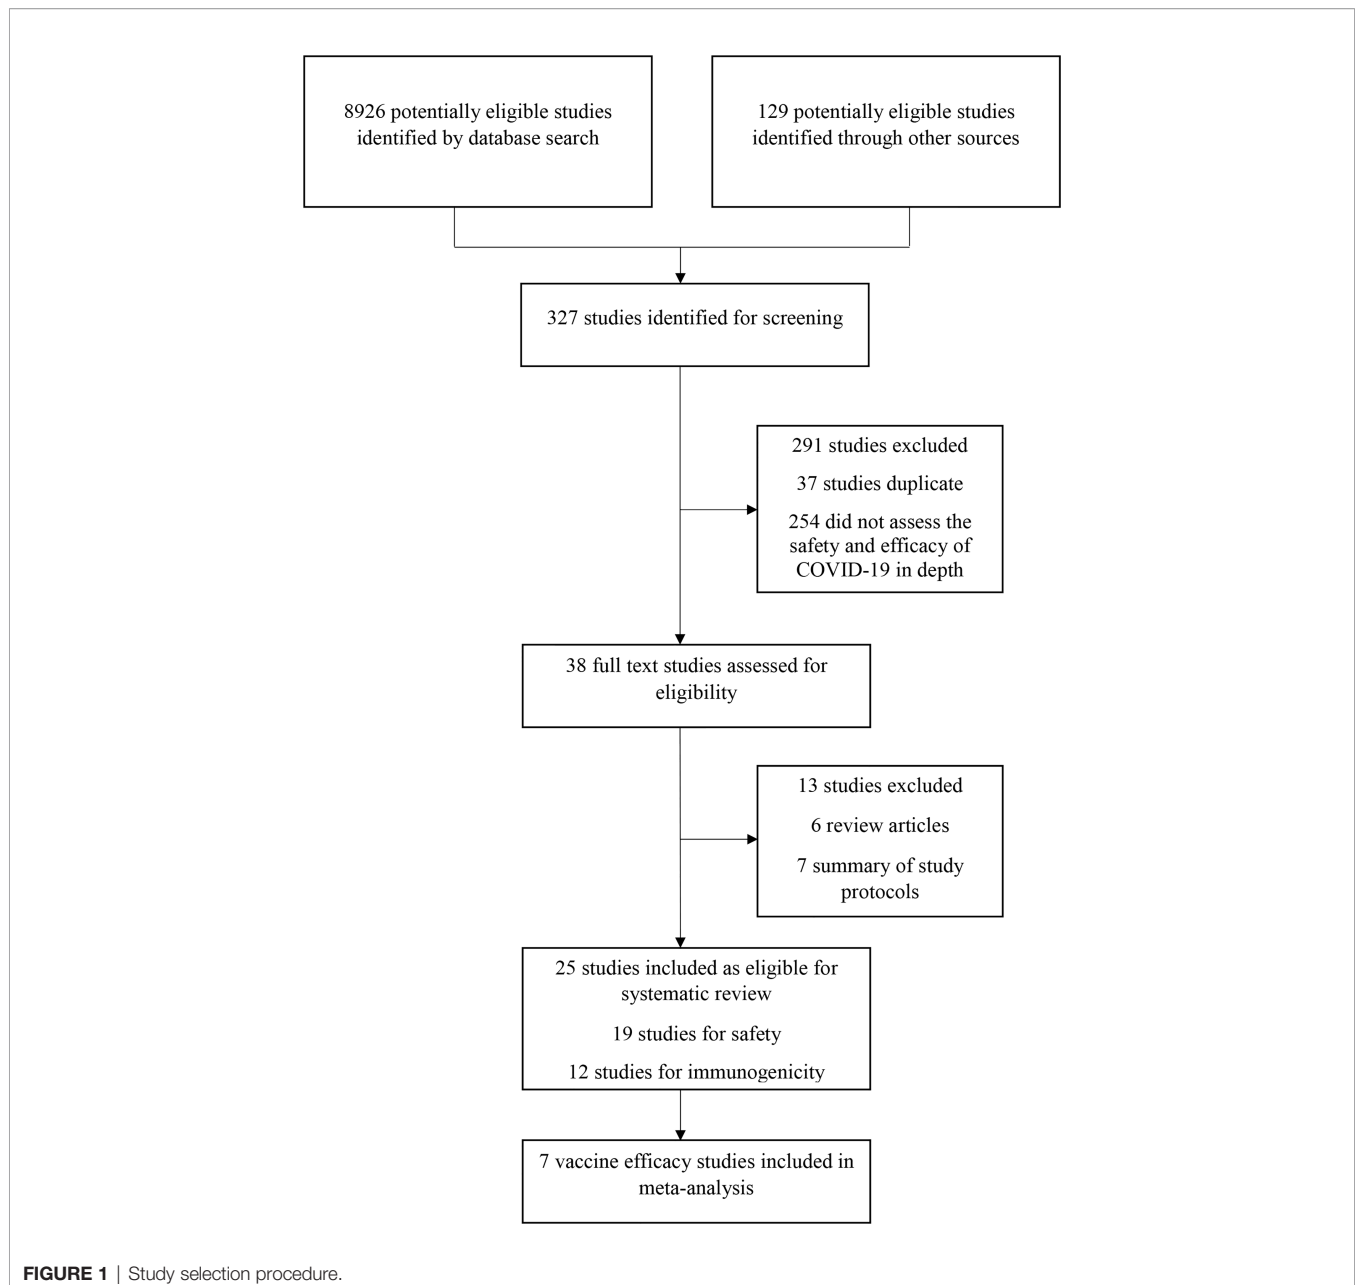 8926 potentially eligible studies
identified by database search
129 potentially eligible studies
identified through other sources
327 studies identified for screening
291 studies excluded
37 studies duplicate
254 did not assess the
safety and efficacy of
COVID-19 in depth
38 full text studies assessed for
eligibility
13 studies excluded
6 review articles
7 summary of study
protocols
25 studies included as eligible for
systematic review
19 studies for safety
12 studies for immunogenicity
7 vaccine efficacy studies included in
meta-analysis
FIGURE 1 | Study selection procedure.